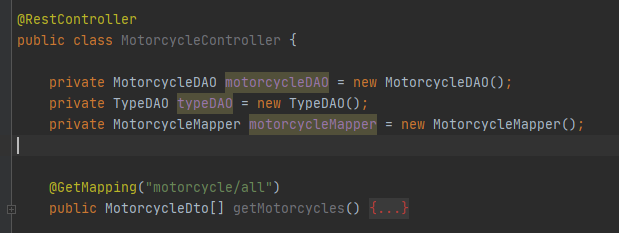 @RestController
public class MotorcycleController {
private MotorcycleDAO motorcycleDAO = new MotorcycleDAO();
private TypeDAO typeDAO = new TypeDAO();
private MotorcycleMapper motorcycleMapper = new MotorcycleMapper();
@GetMapping("motorcycle/all")
public MotorcycleDto[] getMotorcycles() {...}